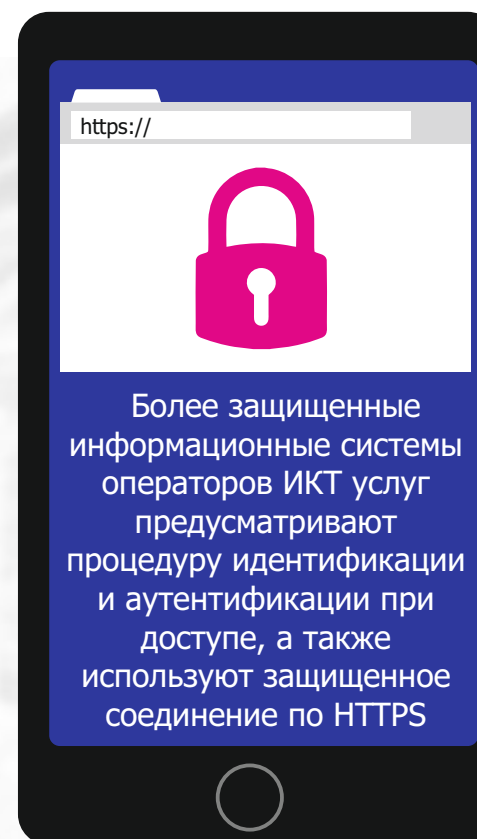 https://
Более защищенные
информационные системы
операторов ИКТ услуг
предусматривают
процедуру идентификации
и аутентификации при
доступе, а также
используют защищенное
соединение по HTTPS